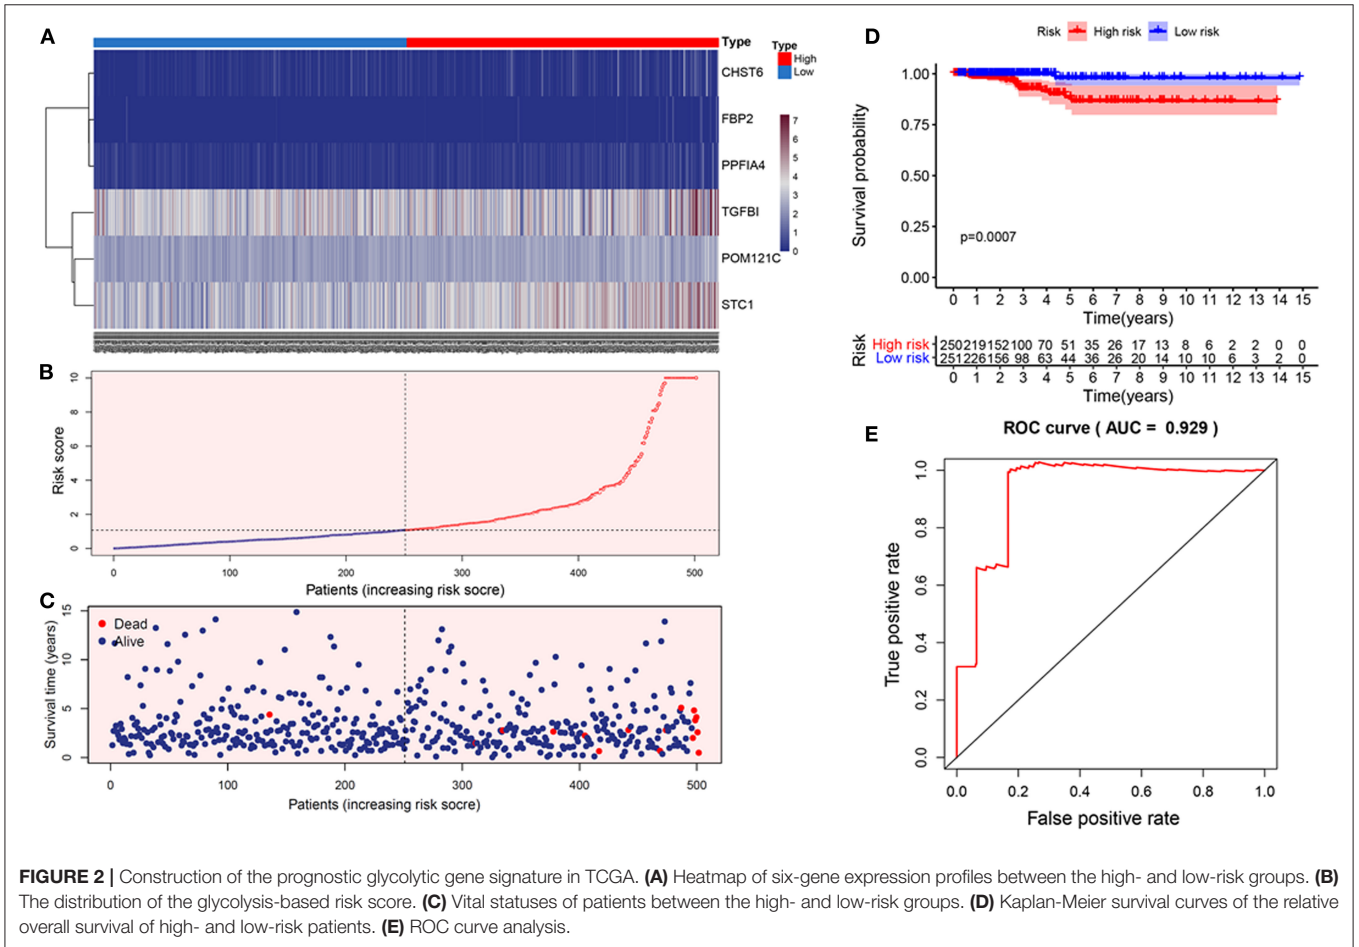 A
Type
CHST6
FBP2
PPFIA4
TGFBI
POM121C
STC1
Type
High
Low
7
6
5
4
3
2
1
0
B
Risk score
10
8
6
4
2
0
0 100 300 400 500
Patients (increasing risk socre)
C
Dead
Alive
Survival time (years)
15
10
5
0
0 100 200 300 400 500
Patients (increasing risk socre)
D
Risk High risk Low risk
Survival probability
1.00
0.75
0.50
0.25
0.00
p=0.0007
0 1 2 3 4 5 6 7 8 9 10 11 12 13 14 15
Time(years)
Risk
High risk 250 219 152 100 70 51 35 26 17 13 8 6 2 2 0 0
Low risk 251 226 156 98 63 44 36 26 20 14 10 10 6 3 2 0
0 1 2 3 4 5 6 7 8 9 10 11 12 13 14 15
Time(years)
E
ROC curve ( AUC = 0.929 )
True positive rate
1.0
0.8
0.6
0.4
0.2
0.0
0.0 0.2 0.4 0.6 0.8 1.0
False positive rate
FIGURE 2 | Construction of the prognostic glycolytic gene signature in TCGA. (A) Heatmap of six-gene expression profiles between the high- and low-risk groups. (B)
The distribution of the glycolysis-based risk score. (C) Vital statuses of patients between the high- and low-risk groups. (D) Kaplan-Meier survival curves of the relative
overall survival of high- and low-risk patients. (E) ROC curve analysis.